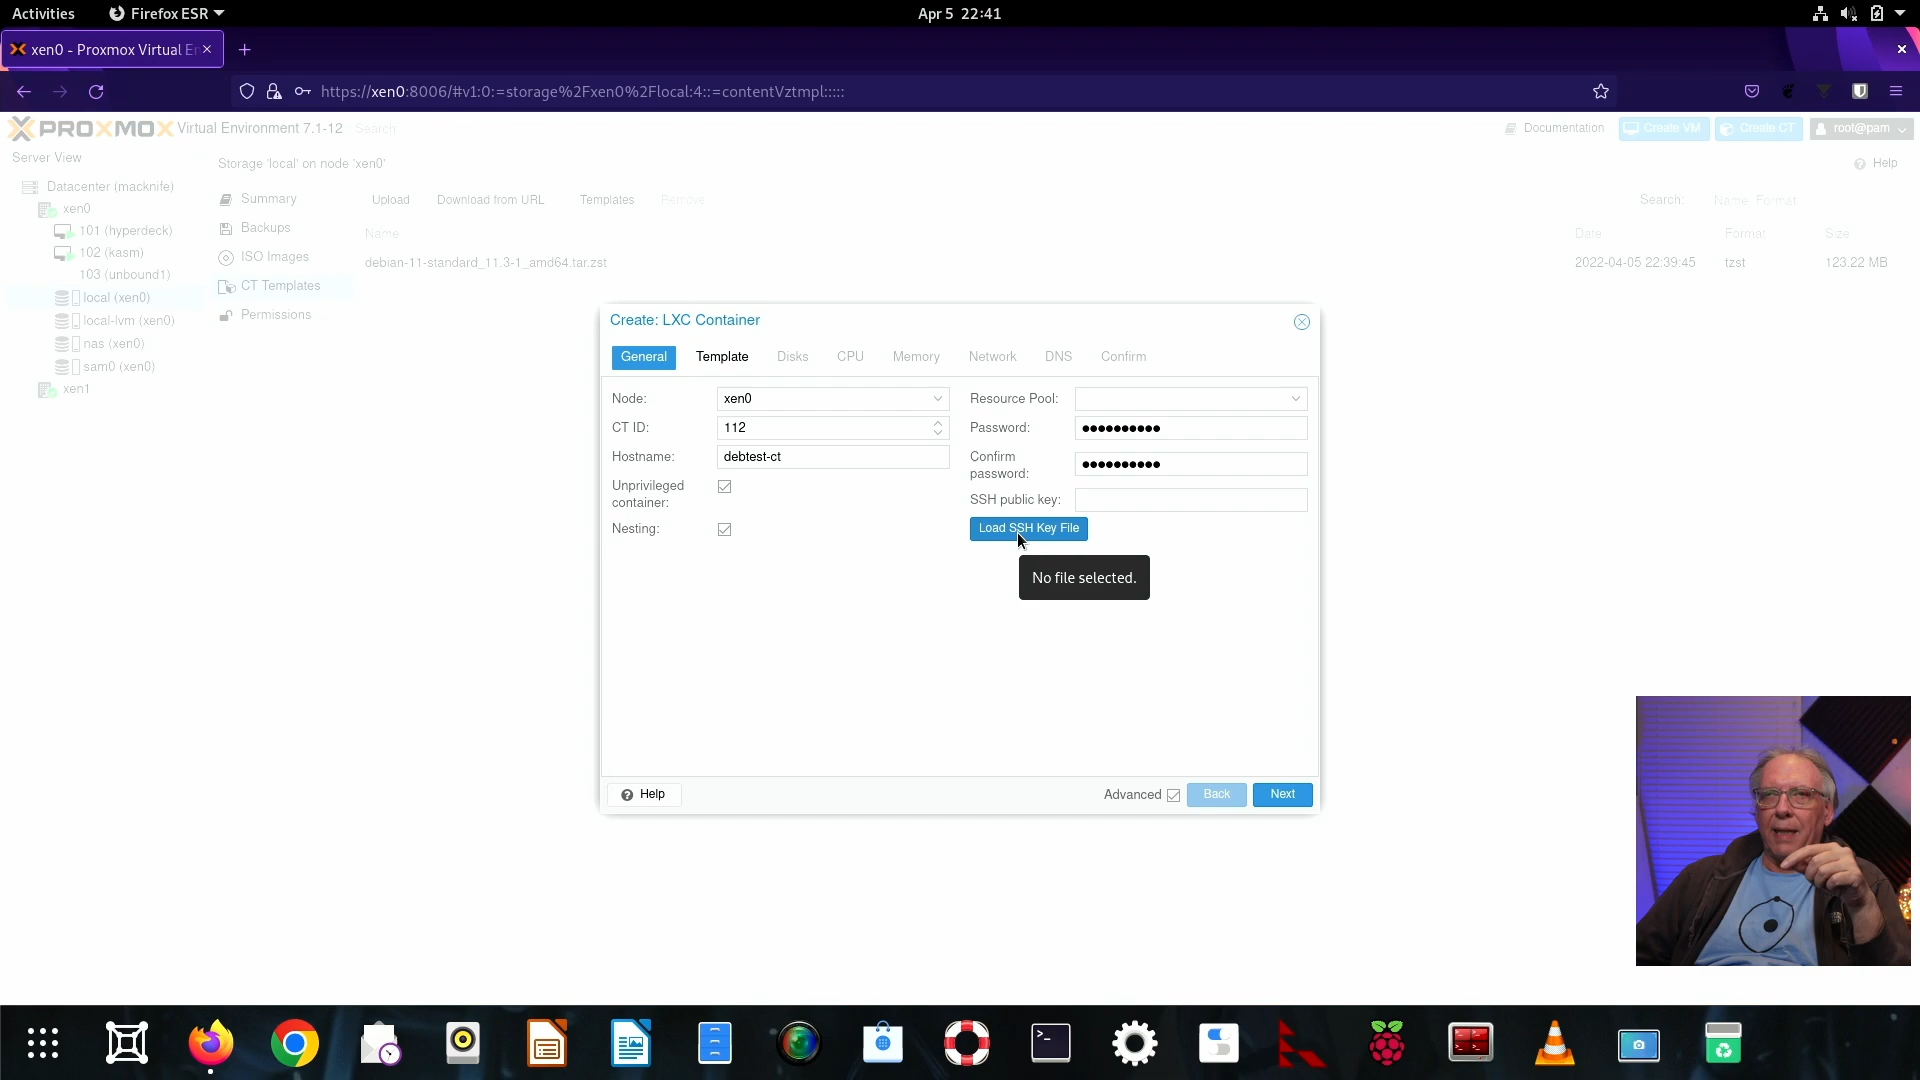 Activities
Firefox ESR
Apr 5 22:41
xen0 - Proxmox Virtual En
https://xen0:8006/#v1:0:=storage%2Fxen0%2Flocal:4::=contentVztmpl:::::
PROXMOX Virtual Environment 7.1-12 Search
Documentation
Create VM
Create CT
root@pam
Server View
Storage 'local' on node 'xen0'
Help
Datacenter (macknife)
xen0
101 (hyperdeck)
102 (kasm)
103 (unbound1)
local (xen0)
local-lvm (xen0)
nas (xen0)
sam0 (xen0)
xen1
Summary
Backups
ISO Images
CT Templates
Permissions
Upload
Download from URL
Templates
Remove
Search:
Name, Format
Name
Date
Format
Size
debian-11-standard_11.3-1_amd64.tar.zst
2022-04-05 22:39:45
tzst
123.22 MB
Create: LXC Container
General
Template
Disks
CPU
Memory
Network
DNS
Confirm
Node:
xen0
CT ID:
112
Hostname:
debtest-ct
Unprivileged
container:
Nesting:
Resource Pool:
Password:
●●●●●●●●●●
Confirm
password:
●●●●●●●●●●
SSH public key:
Load SSH Key File
No file selected.
Help
Advanced
Back
Next